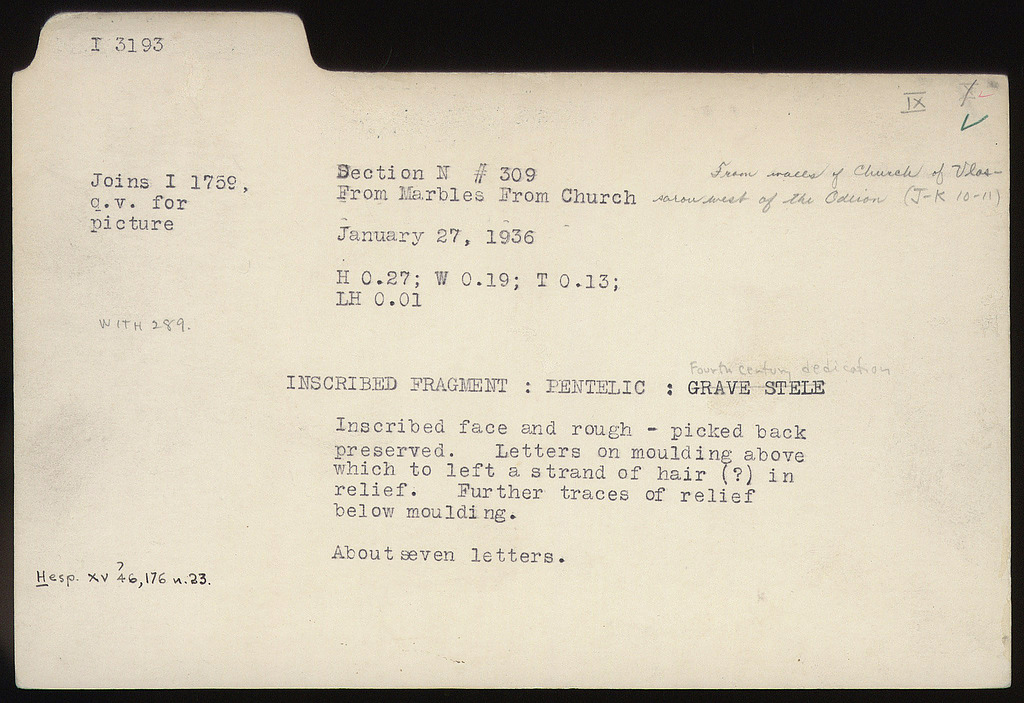 I 3193
IX
Joins I 1759,
q.v. for
picture
Section N # 309
From Marbles From Church
From walls of Church of Vlas-
sarou west of the Odeion (J-K 10-11)
January 27, 1936
H 0.27; W 0.19; T 0.13;
LH 0.01
WITH 289.
Fourth century dedication
INSCRIBED FRAGMENT : PENTELIC : GRAVE STELE
Inscribed face and rough - picked back
preserved. Letters on moulding above
which to left a strand of hair (?) in
relief. Further traces of relief
below moulding.
About seven letters.
Hesp. XV ? 46, 176 n.23.